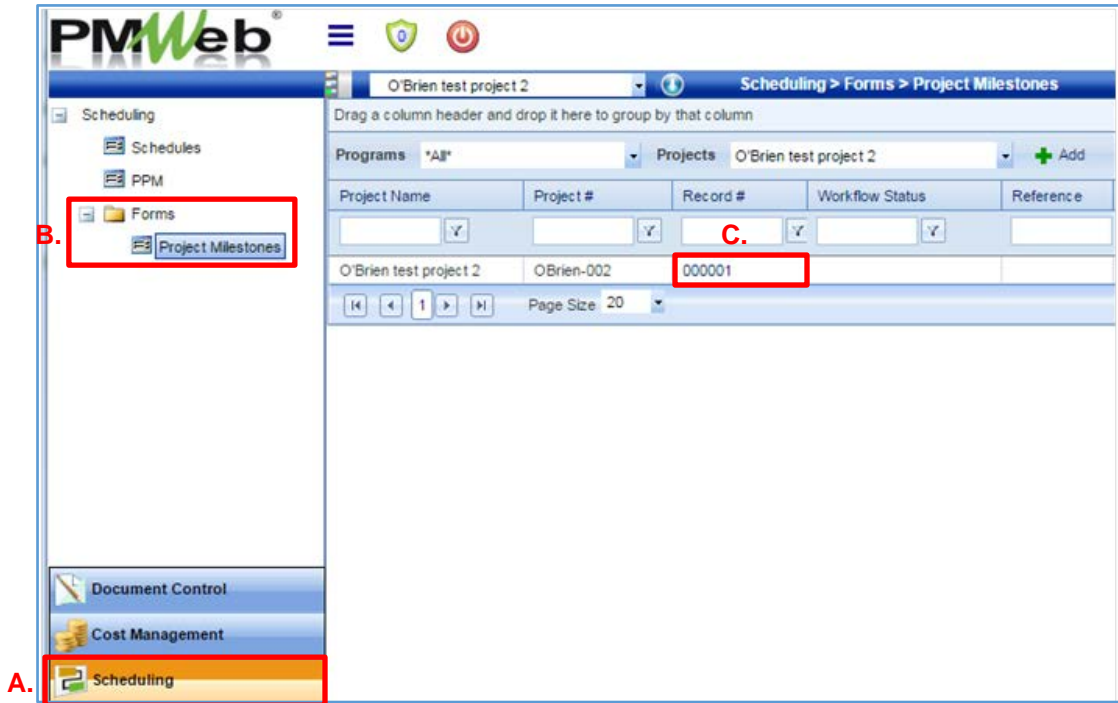 PMWeb®
0
O'Brien test project 2
Scheduling > Forms > Project Milestones
Scheduling
Schedules
PPM
Forms
Project Milestones
B.
Drag a column header and drop it here to group by that column
Programs *All* Projects O'Brien test project 2 Add
Project Name Project # Record # Workflow Status Reference
C.
O'Brien test project 2 OBrien-002 000001
1 Page Size 20
Document Control
Cost Management
A. Scheduling